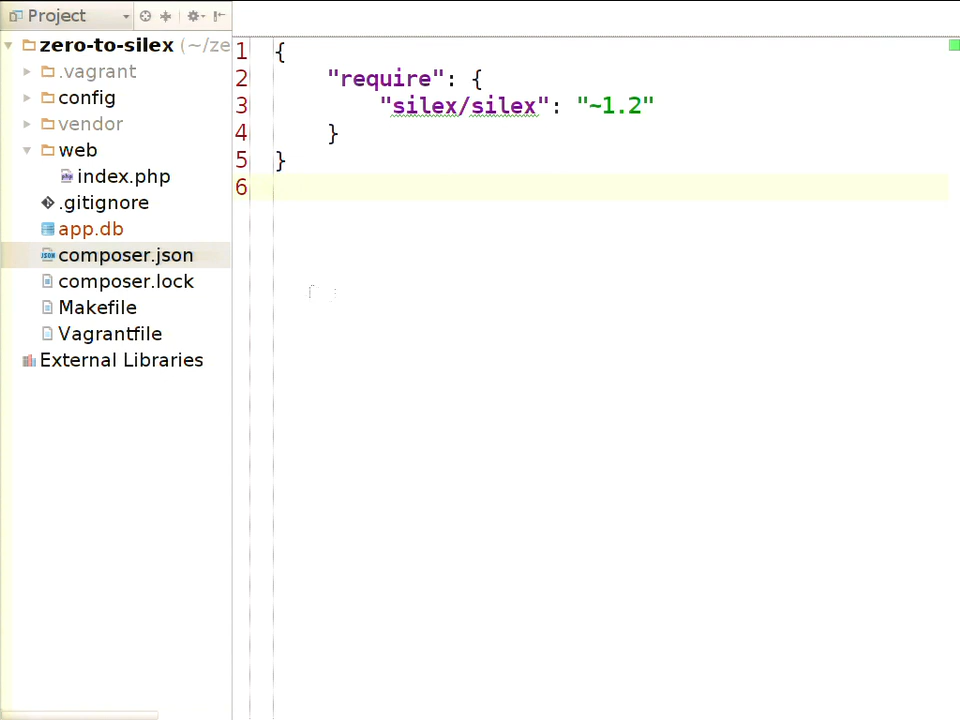 Project
zero-to-silex (~/ze
.vagrant
config
vendor
web
index.php
.gitignore
app.db
composer.json
composer.lock
Makefile
Vagrantfile
External Libraries
1 {
2 "require": {
3 "silex/silex": "~1.2"
4 }
5 }
6